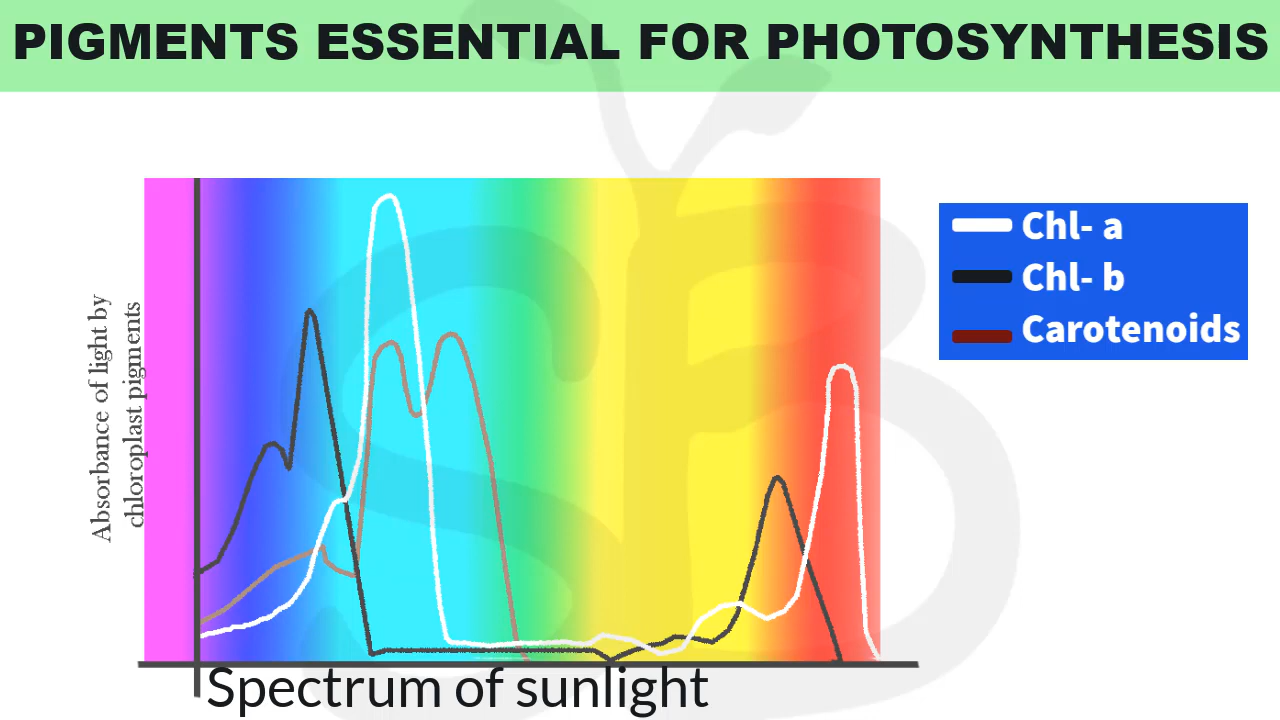 PIGMENTS ESSENTIAL FOR PHOTOSYNTHESIS
Absorbance of light by
chloroplast pigments
Chl- a
Chl- b
Carotenoids
Spectrum of sunlight